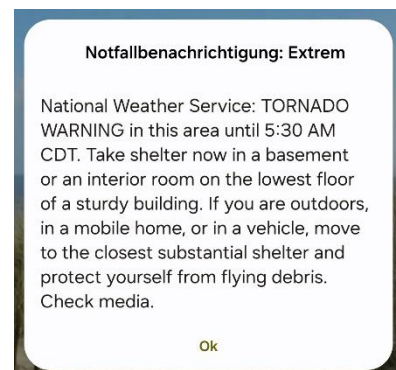 Notfallbenachrichtigung: Extrem
National Weather Service: TORNADO
WARNING in this area until 5:30 AM
CDT. Take shelter now in a basement
or an interior room on the lowest floor
of a sturdy building. If you are outdoors,
in a mobile home, or in a vehicle, move
to the closest substantial shelter and
protect yourself from flying debris.
Check media.
Ok